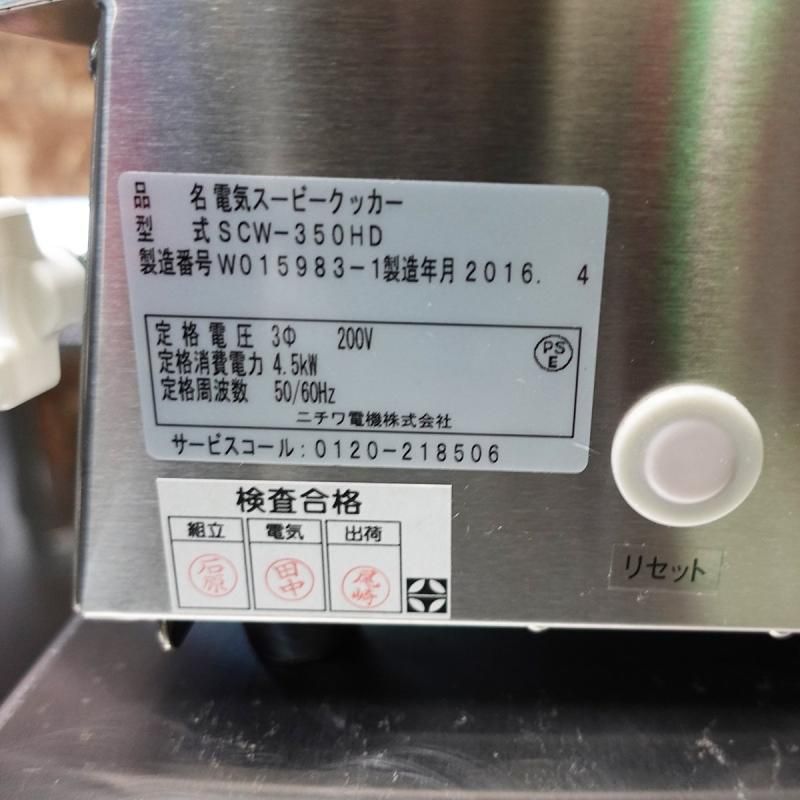 品 名 電気スーピークッカー
型 式 SCW-350HD
製造番号 W015983-1 製造年月 2016. 4
定格電圧 3Φ 200V
定格消費電力 4.5kW
定格周波数 50/60Hz
PS
E
ニチワ電機株式会社
サービスコール:0120-218506
検査合格
組立 電気 出荷
石原 田中 尾崎
リセット